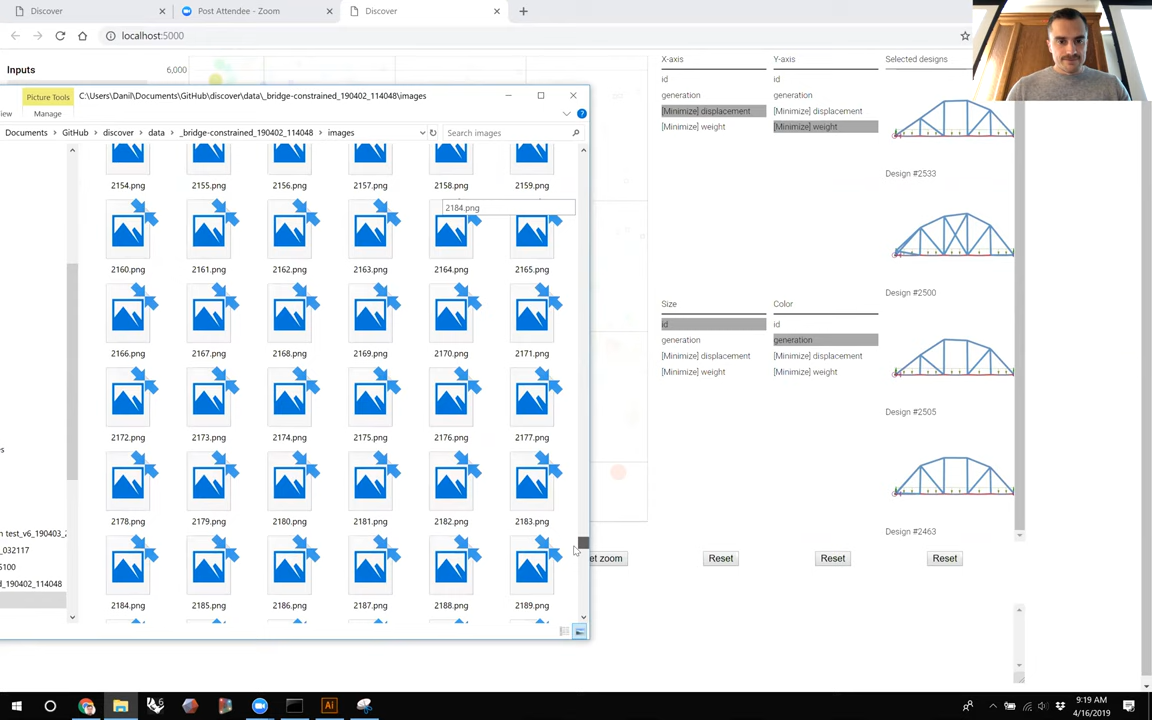 Discover
Post Attendee - Zoom
Discover
localhost:5000
Inputs
6,000
Picture Tools
C:\Users\Danil\Documents\GitHub\discover\data\_bridge-constrained_190402_114048\images
View
Manage
Documents
GitHub
discover
data
_bridge-constrained_190402_114048
images
Search images
2154.png
2155.png
2156.png
2157.png
2158.png
2159.png
2184.png
2160.png
2161.png
2162.png
2163.png
2164.png
2165.png
2166.png
2167.png
2168.png
2169.png
2170.png
2171.png
2172.png
2173.png
2174.png
2175.png
2176.png
2177.png
2178.png
2179.png
2180.png
2181.png
2182.png
2183.png
2184.png
2185.png
2186.png
2187.png
2188.png
2189.png
n test_v6_190403_2
_032117
5100
d_190402_114048
X-axis
id
generation
[Minimize] displacement
[Minimize] weight
Y-axis
id
generation
[Minimize] displacement
[Minimize] weight
Size
id
generation
[Minimize] displacement
[Minimize] weight
Color
id
generation
[Minimize] displacement
[Minimize] weight
Selected designs
Design #2533
Design #2500
Design #2505
Design #2463
et zoom
Reset
Reset
Reset
9:19 AM
4/16/2019